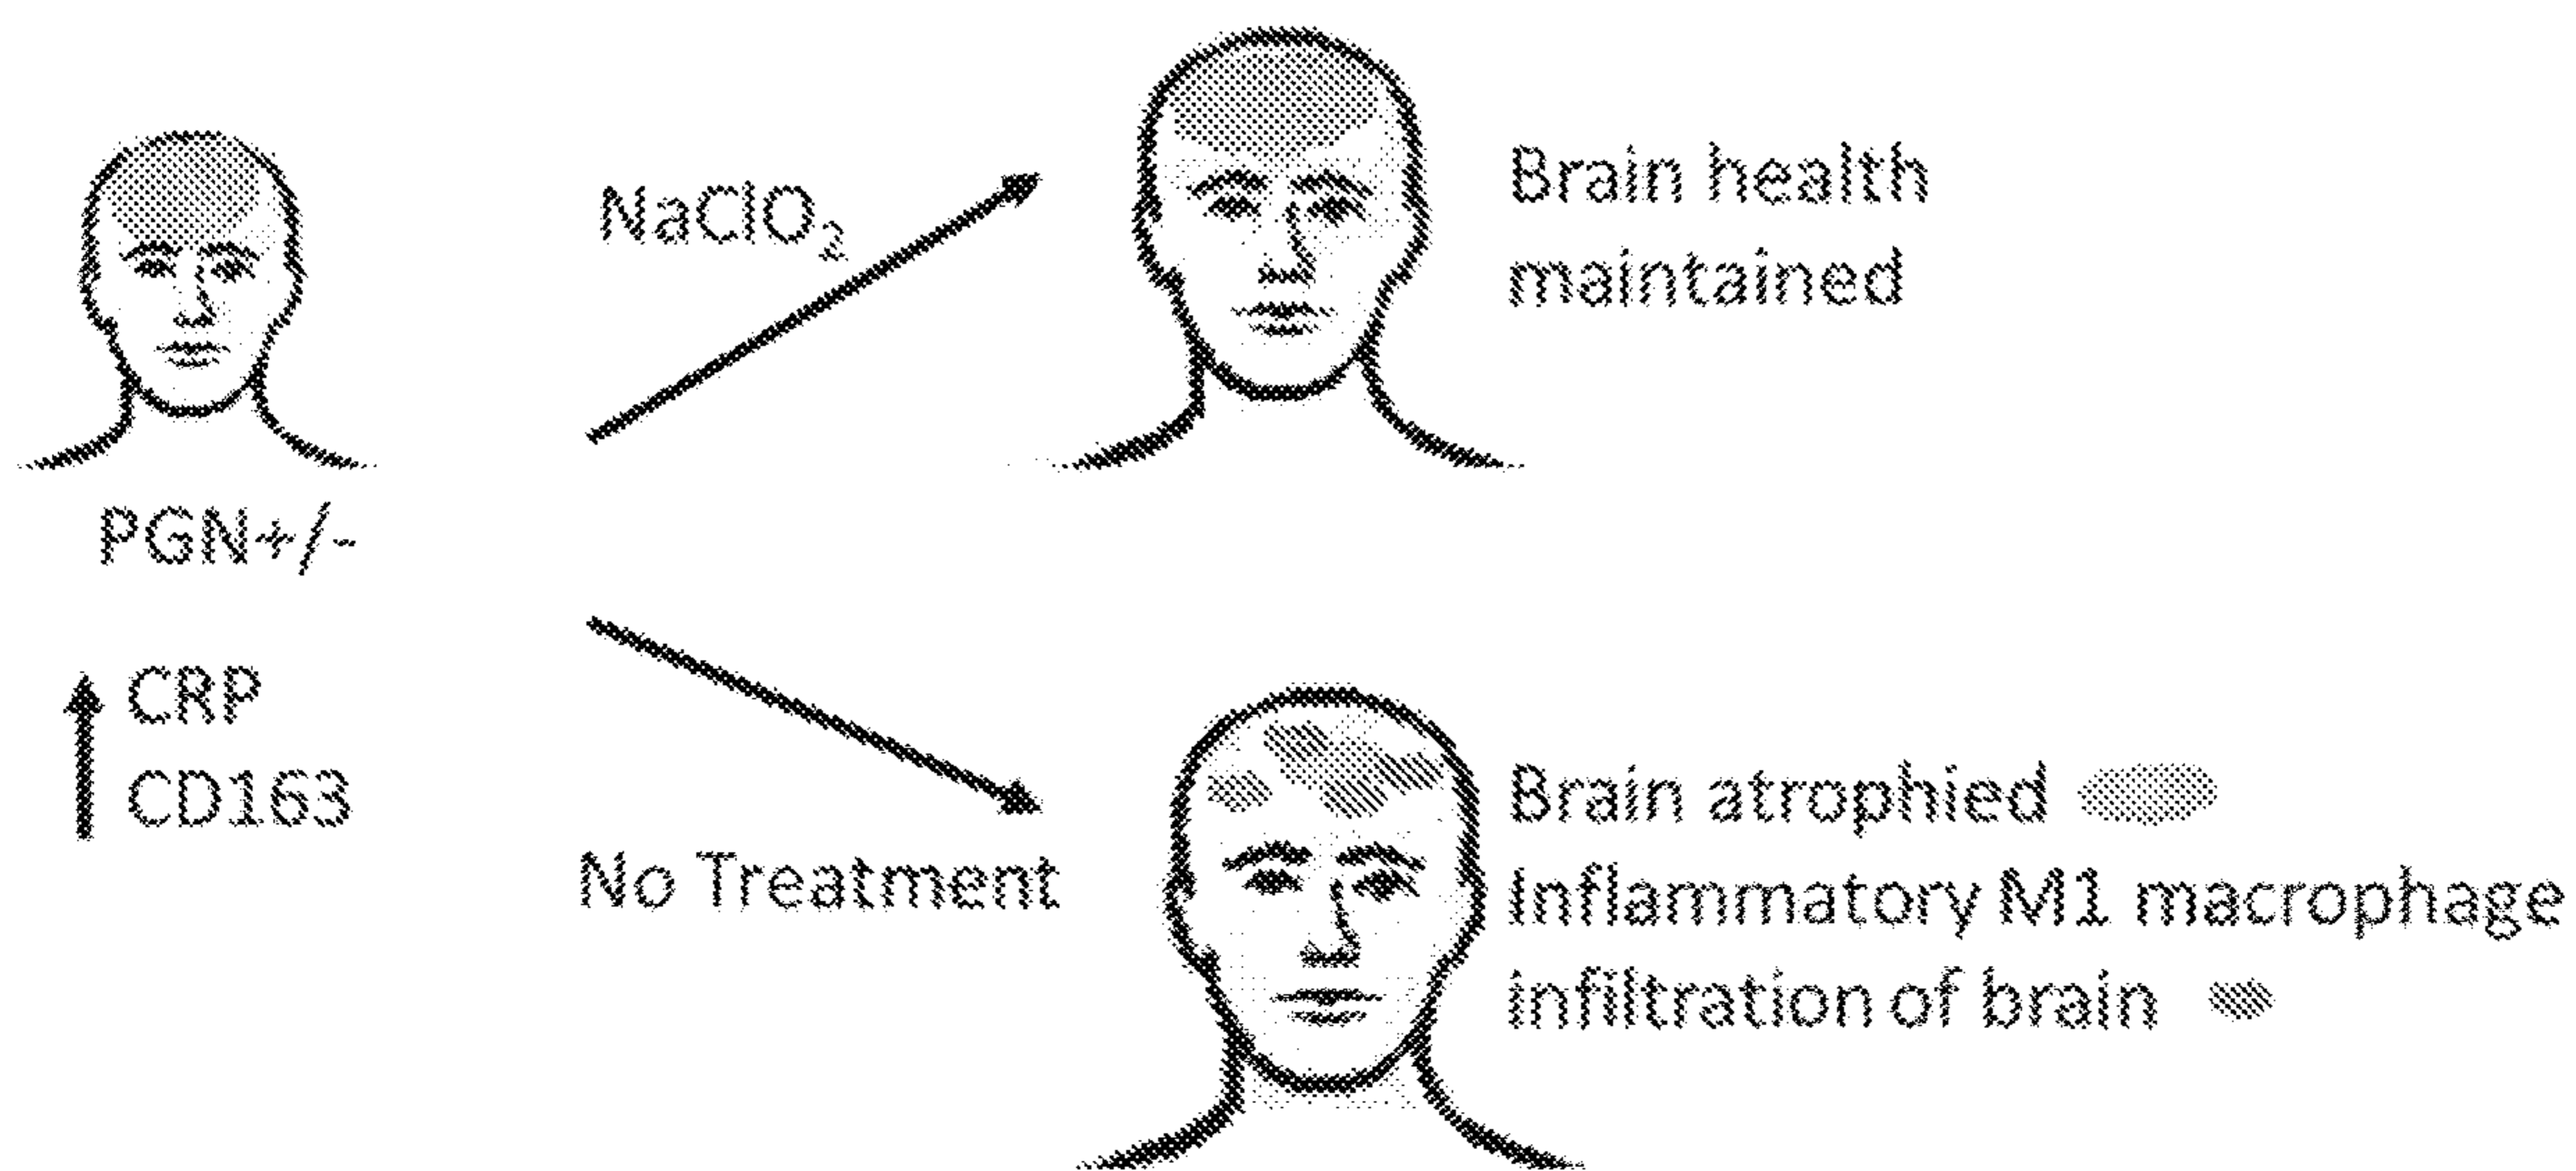 NaClO₂
Brain health
maintained
PGN+/-
CRP
CD163
No Treatment
Brain atrophied
Inflammatory M1 macrophage
infiltration of brain